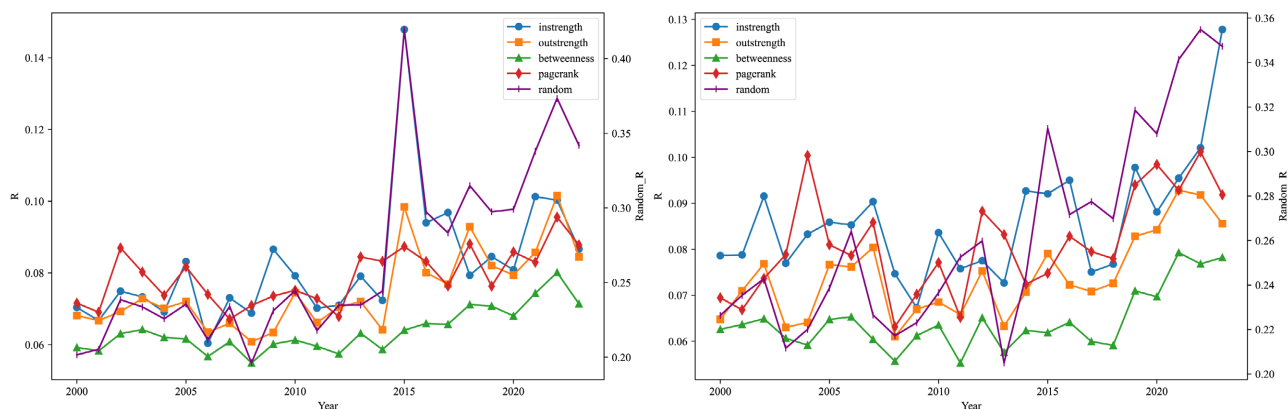 instrength
outstrength
betweenness
pagerank
random
0.14
0.12
0.10
0.08
0.06
R
0.40
0.35
0.30
0.25
0.20
Random_R
2000 2005 2010 2015 2020
Year
instrength
outstrength
betweenness
pagerank
random
0.13
0.12
0.11
0.10
0.09
0.08
0.07
0.06
R
0.36
0.34
0.32
0.30
0.28
0.26
0.24
0.22
0.20
Random_R
2000 2005 2010 2015 2020
Year